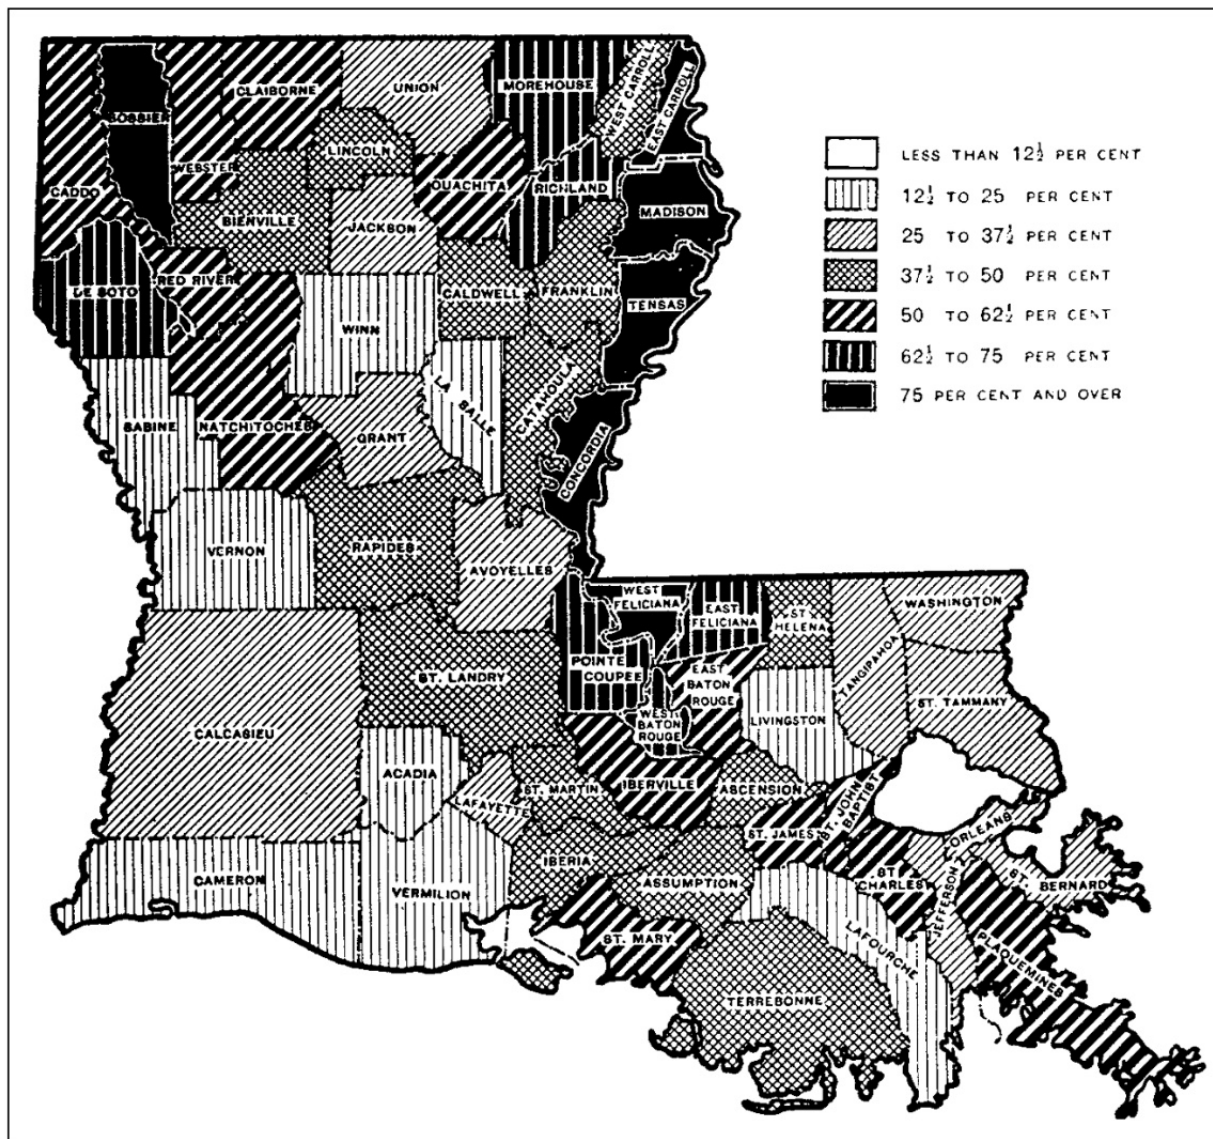 CLAIBORNE
UNION
MOREHOUSE
WEST CARROLL
EAST CARROLL
BOSSIER
WEBSTER
LINCOLN
CADDO
OUACHITA
RICHLAND
MADISON
BIENVILLE
JACKSON
DE SOTO
RED RIVER
CALDWELL
FRANKLIN
TENSAS
WINN
SABINE
NATCHITOCHES
GRANT
LA SALLE
CATAHOULA
CONCORDIA
VERNON
RAPIDES
AVOYELLES
WEST
FELICIANA
EAST
FELICIANA
ST
HELENA
TANGIPAHOA
WASHINGTON
POINTE
COUPEE
EAST
BATON
ROUGE
ST. LANDRY
ST. TAMMANY
CALCASIEU
WEST
BATON
ROUGE
LIVINGSTON
ACADIA
LAFAYETTE
ST. MARTIN
IBERVILLE
ASCENSION
ST. JOHN
BAPTIST
ST. JAMES
ORLEANS
CAMERON
VERMILION
IBERIA
ASSUMPTION
ST
CHARLES
JEFFERSON
ST. BERNARD
ST. MARY
LAFOURCHE
PLAQUEMINES
TERREBONNE
LESS THAN 12½ PER CENT
12½ TO 25 PER CENT
25 TO 37½ PER CENT
37½ TO 50 PER CENT
50 TO 62½ PER CENT
62½ TO 75 PER CENT
75 PER CENT AND OVER